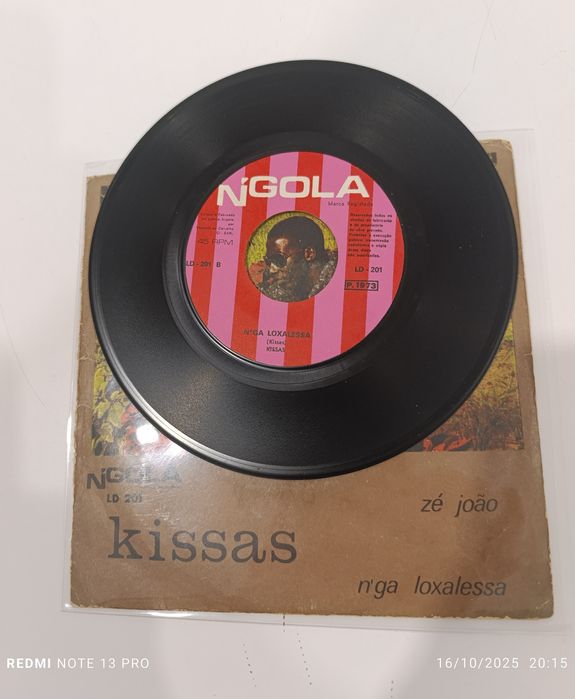 N'GOLA
Marca Registada
45 RPM
LD - 201 B
LD - 201
P. 1973
N'GA LOXALESSA
(Kissas)
KISSAS
N'GOLA
LD 201
zé joão
kissas
n'ga loxalessa
REDMI NOTE 13 PRO
16/10/2025 20:15